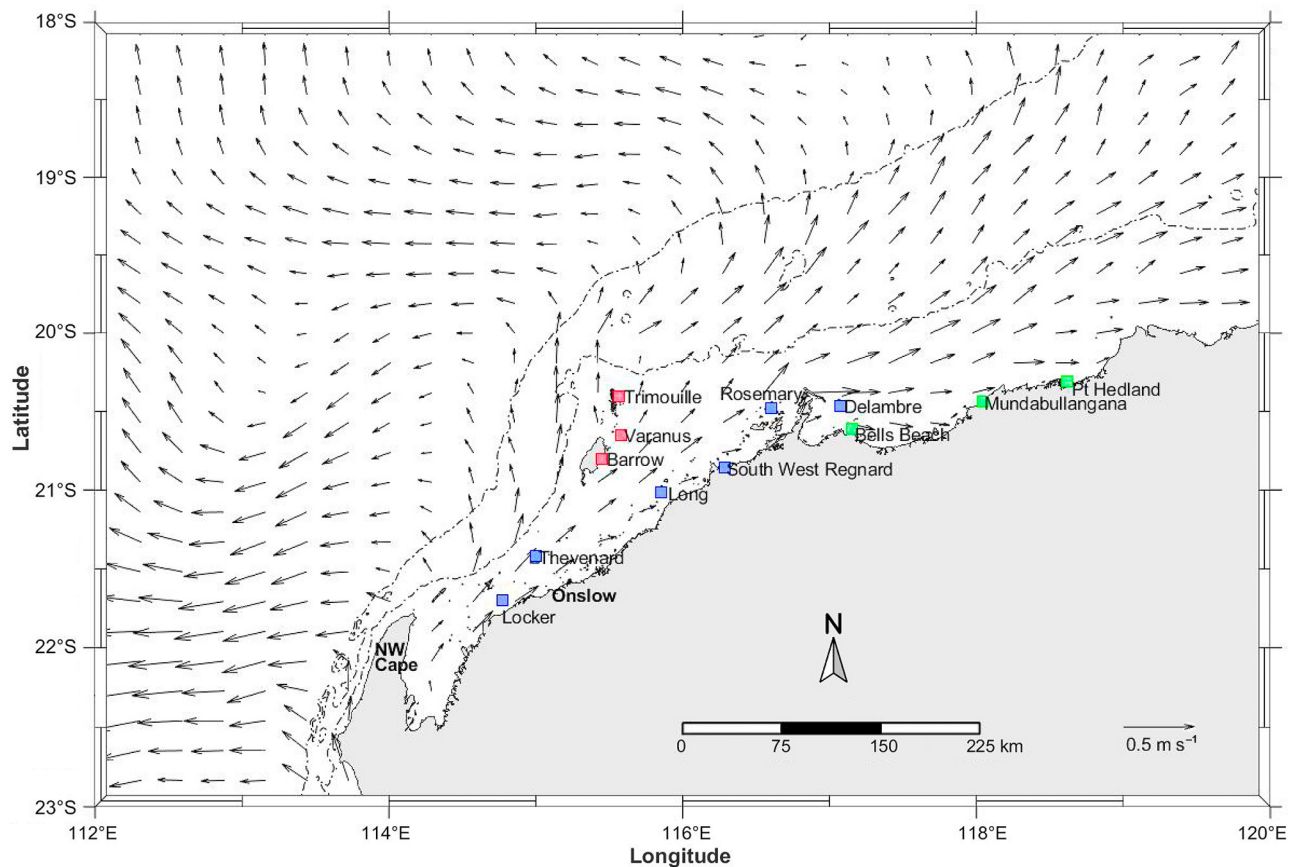 18°S
19°S
20°S
21°S
22°S
23°S
Latitude
Trimouille
Rosemary
Delambre
Pt Hedland
Mundabullangana
Varanus
Bells Beach
Barrow
South West Regnard
Long
Thevenard
Onslow
Locker
NW
Cape
N
0 75 150 225 km
0.5 m s⁻¹
112°E 114°E 116°E 118°E 120°E
Longitude